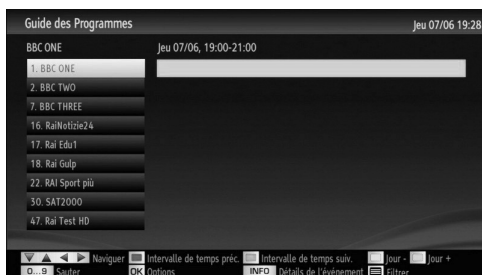 Guide des Programmes
Jeu 07/06 19:28
BBC ONE
Jeu 07/06, 19:00-21:00
1. BBC ONE
2. BBC TWO
7. BBC THREE
16. RaiNotizie24
17. Rai Edu1
18. Rai Gulp
22. RAI Sport più
30. SAT2000
47. Rai Test HD
Naviguer Intervalle de temps préc. Intervalle de temps suiv. Jour - Jour +
0...9 Sauter OK Options INFO Détails de l'événement Filtrer